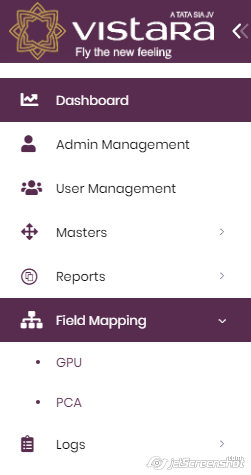 A TATA SIA JV
vistara
Fly the new feeling
Dashboard
Admin Management
User Management
Masters
Reports
Field Mapping
GPU
PCA
Logs
jetScreenshot